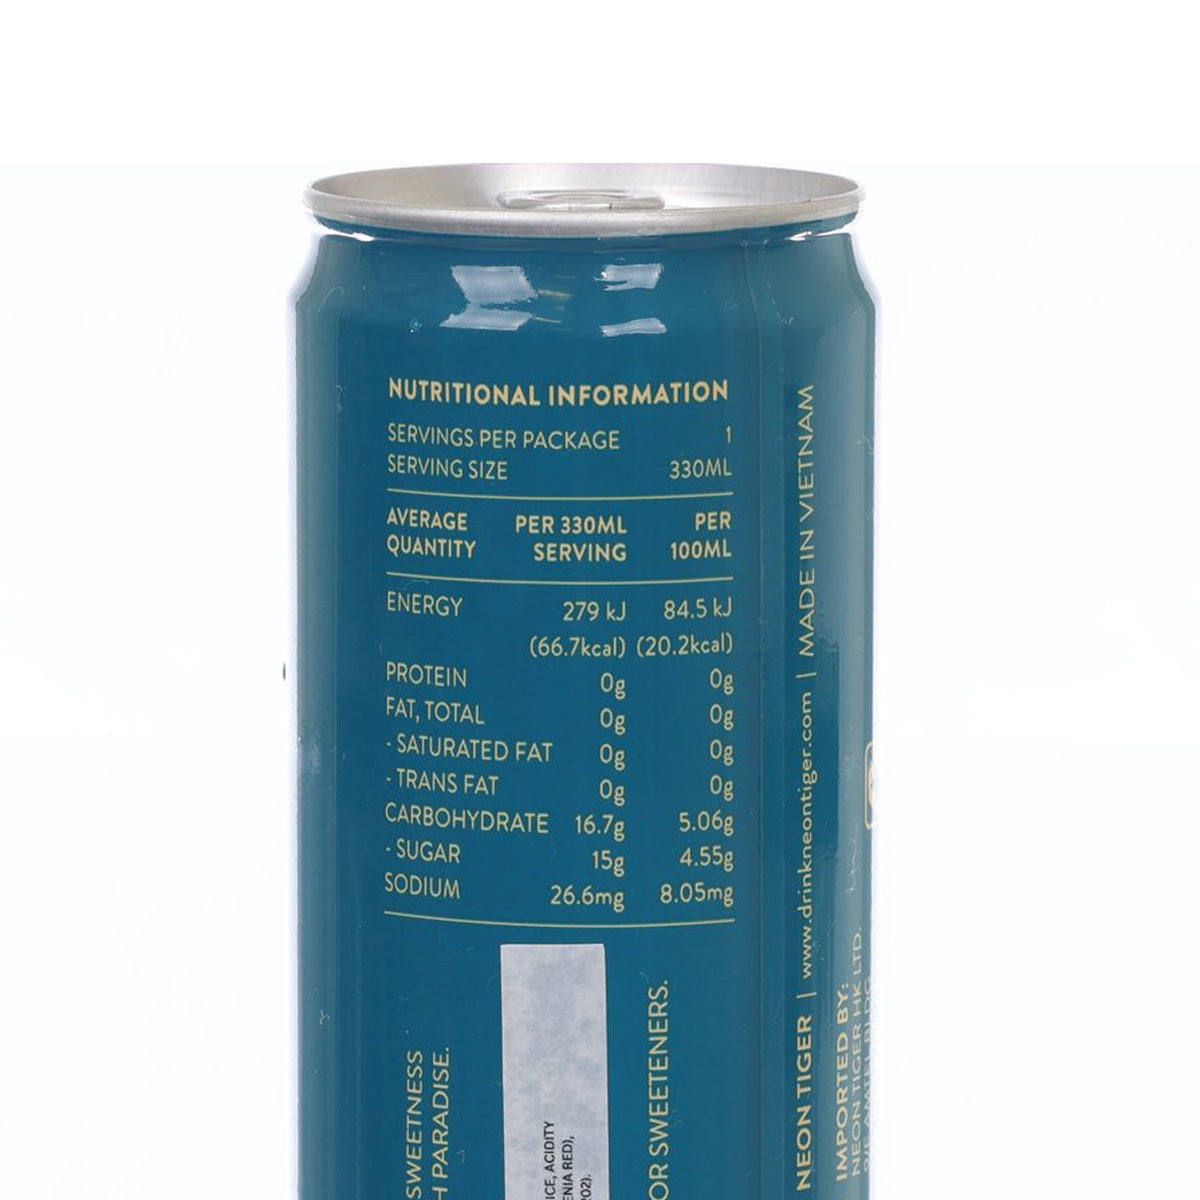 NUTRITIONAL INFORMATION
SERVINGS PER PACKAGE 1
SERVING SIZE 330ML
AVERAGE PER 330ML PER
QUANTITY SERVING 100ML
ENERGY 279 kJ 84.5 kJ
(66.7kcal) (20.2kcal)
PROTEIN 0g 0g
FAT, TOTAL 0g 0g
- SATURATED FAT 0g 0g
- TRANS FAT 0g 0g
CARBOHYDRATE 16.7g 5.06g
- SUGAR 15g 4.55g
SODIUM 26.6mg 8.05mg
SWEETNESS
PARADISE.
ACIDITY
RED),
OR SWEETENERS.
NEON TIGER | www.drinkneontiger.com | MADE IN VIETNAM
IMPORTED BY:
NEON TIGER HK LTD.